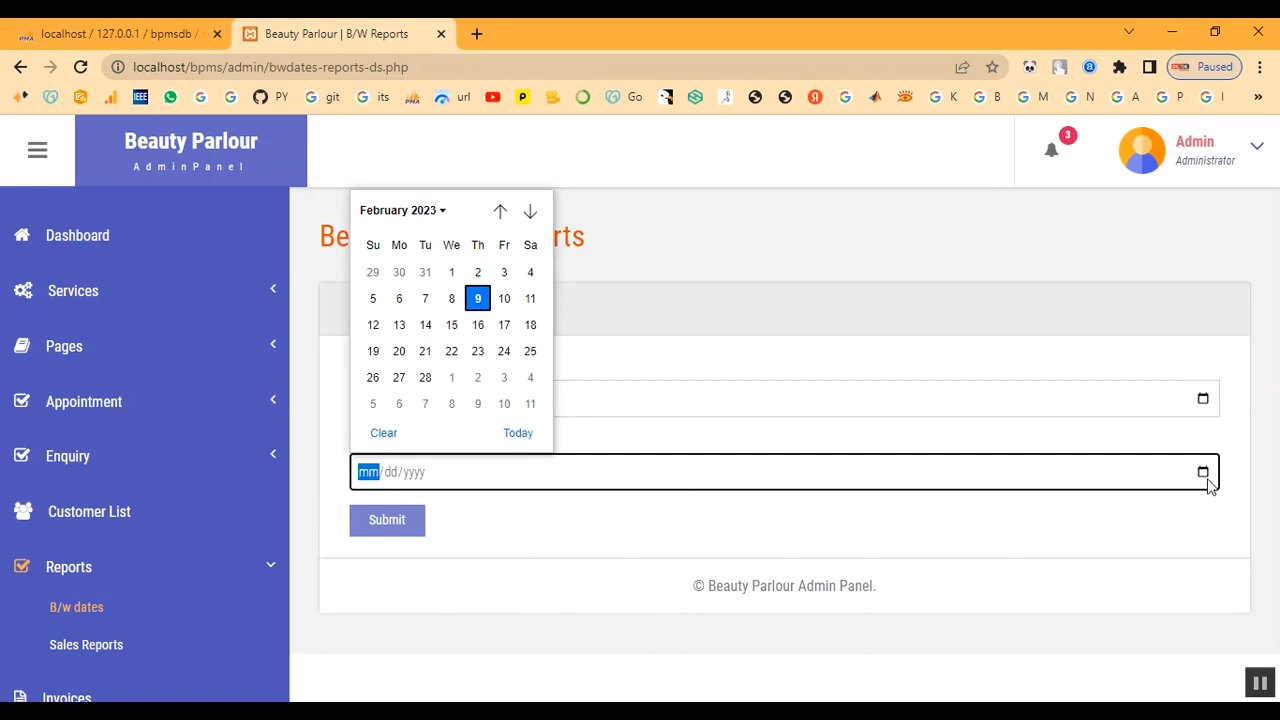 localhost / 127.0.0.1 / bpmsdb /
Beauty Parlour | B/W Reports
localhost/bpms/admin/bwdates-reports-ds.php
Paused
IEEE
PY
git
its
url
Go
K
B
M
N
A
P
I
Beauty Parlour
AdminPanel
3
Admin
Administrator
Dashboard
Services
Pages
Appointment
Enquiry
Customer List
Reports
B/w dates
Sales Reports
Invoices
Be
rts
February 2023
Su Mo Tu We Th Fr Sa
29 30 31 1 2 3 4
5 6 7 8 9 10 11
12 13 14 15 16 17 18
19 20 21 22 23 24 25
26 27 28 1 2 3 4
5 6 7 8 9 10 11
Clear Today
mm/dd/yyyy
Submit
© Beauty Parlour Admin Panel.